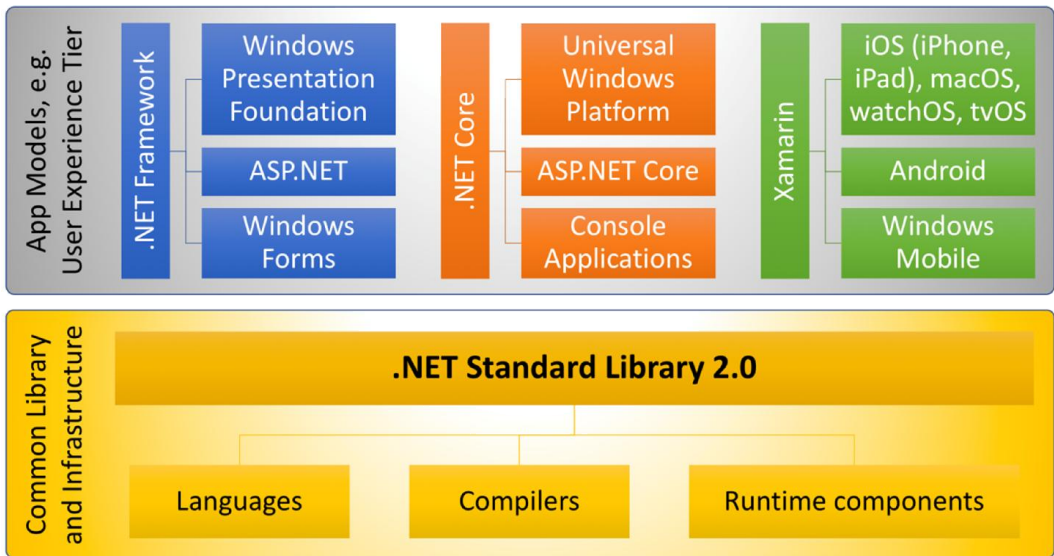 App Models, e.g.
User Experience Tier
.NET Framework
Windows
Presentation
Foundation
ASP.NET
Windows
Forms
.NET Core
Universal
Windows
Platform
ASP.NET Core
Console
Applications
Xamarin
iOS (iPhone,
iPad), macOS,
watchOS, tvOS
Android
Windows
Mobile
Common Library
and Infrastructure
.NET Standard Library 2.0
Languages
Compilers
Runtime components